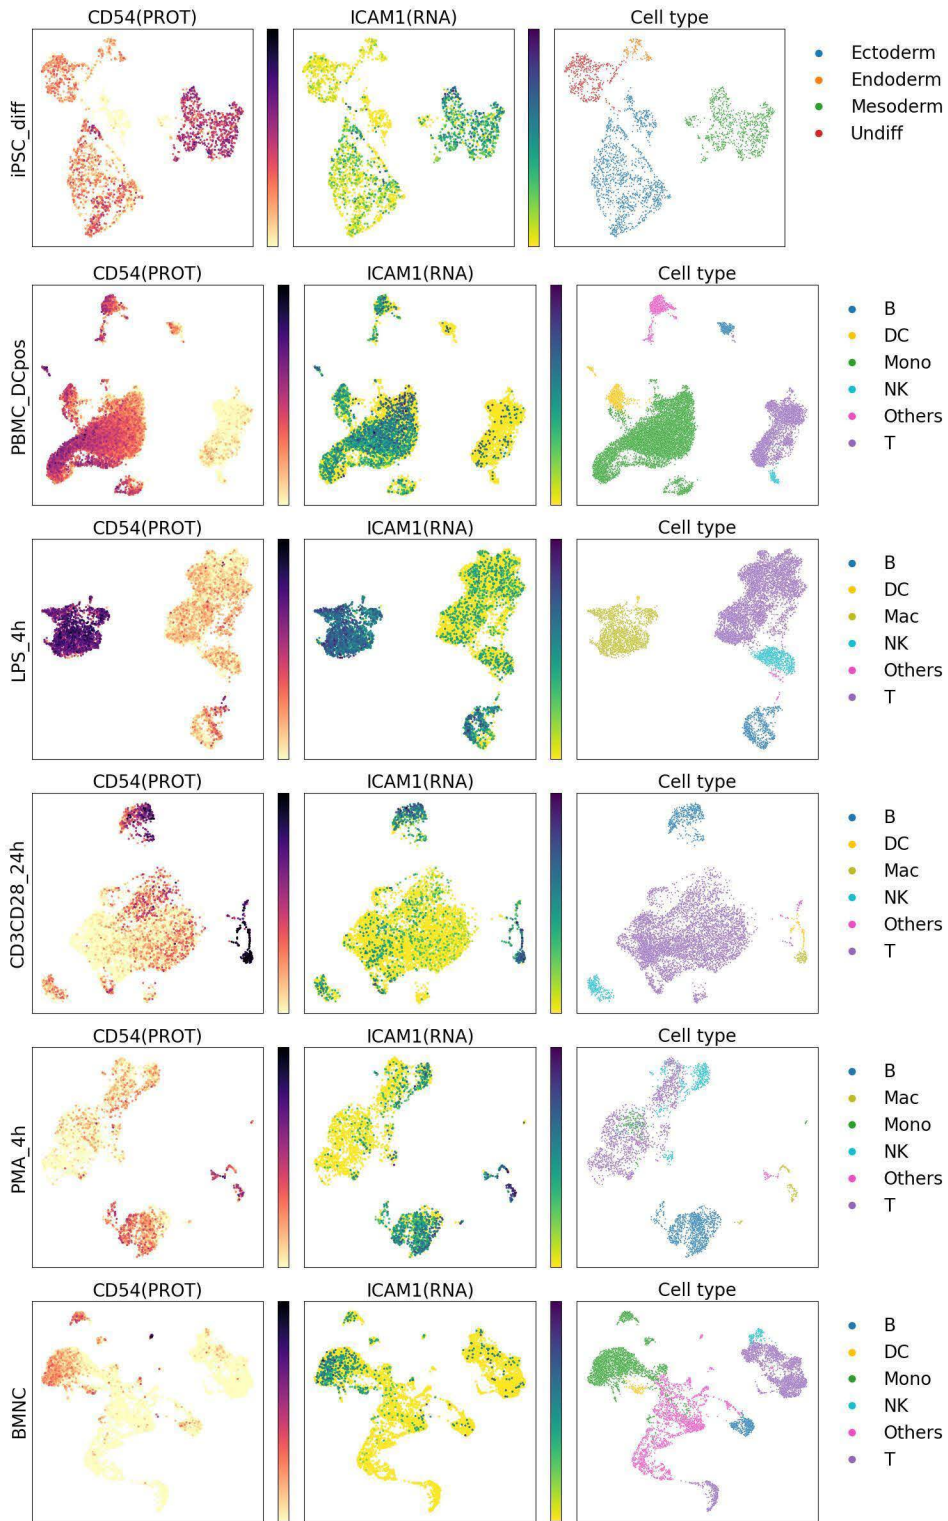 CD54(PROT) ICAM1(RNA) Cell type
iPSC_diff
Ectoderm
Endoderm
Mesoderm
Undiff
CD54(PROT) ICAM1(RNA) Cell type
PBMC_DCpos
B
DC
Mono
NK
Others
T
CD54(PROT) ICAM1(RNA) Cell type
LPS_4h
B
DC
Mac
NK
Others
T
CD54(PROT) ICAM1(RNA) Cell type
CD3CD28_24h
B
DC
Mac
NK
Others
T
CD54(PROT) ICAM1(RNA) Cell type
PMA_4h
B
Mac
Mono
NK
Others
T
CD54(PROT) ICAM1(RNA) Cell type
BMNC
B
DC
Mono
NK
Others
T